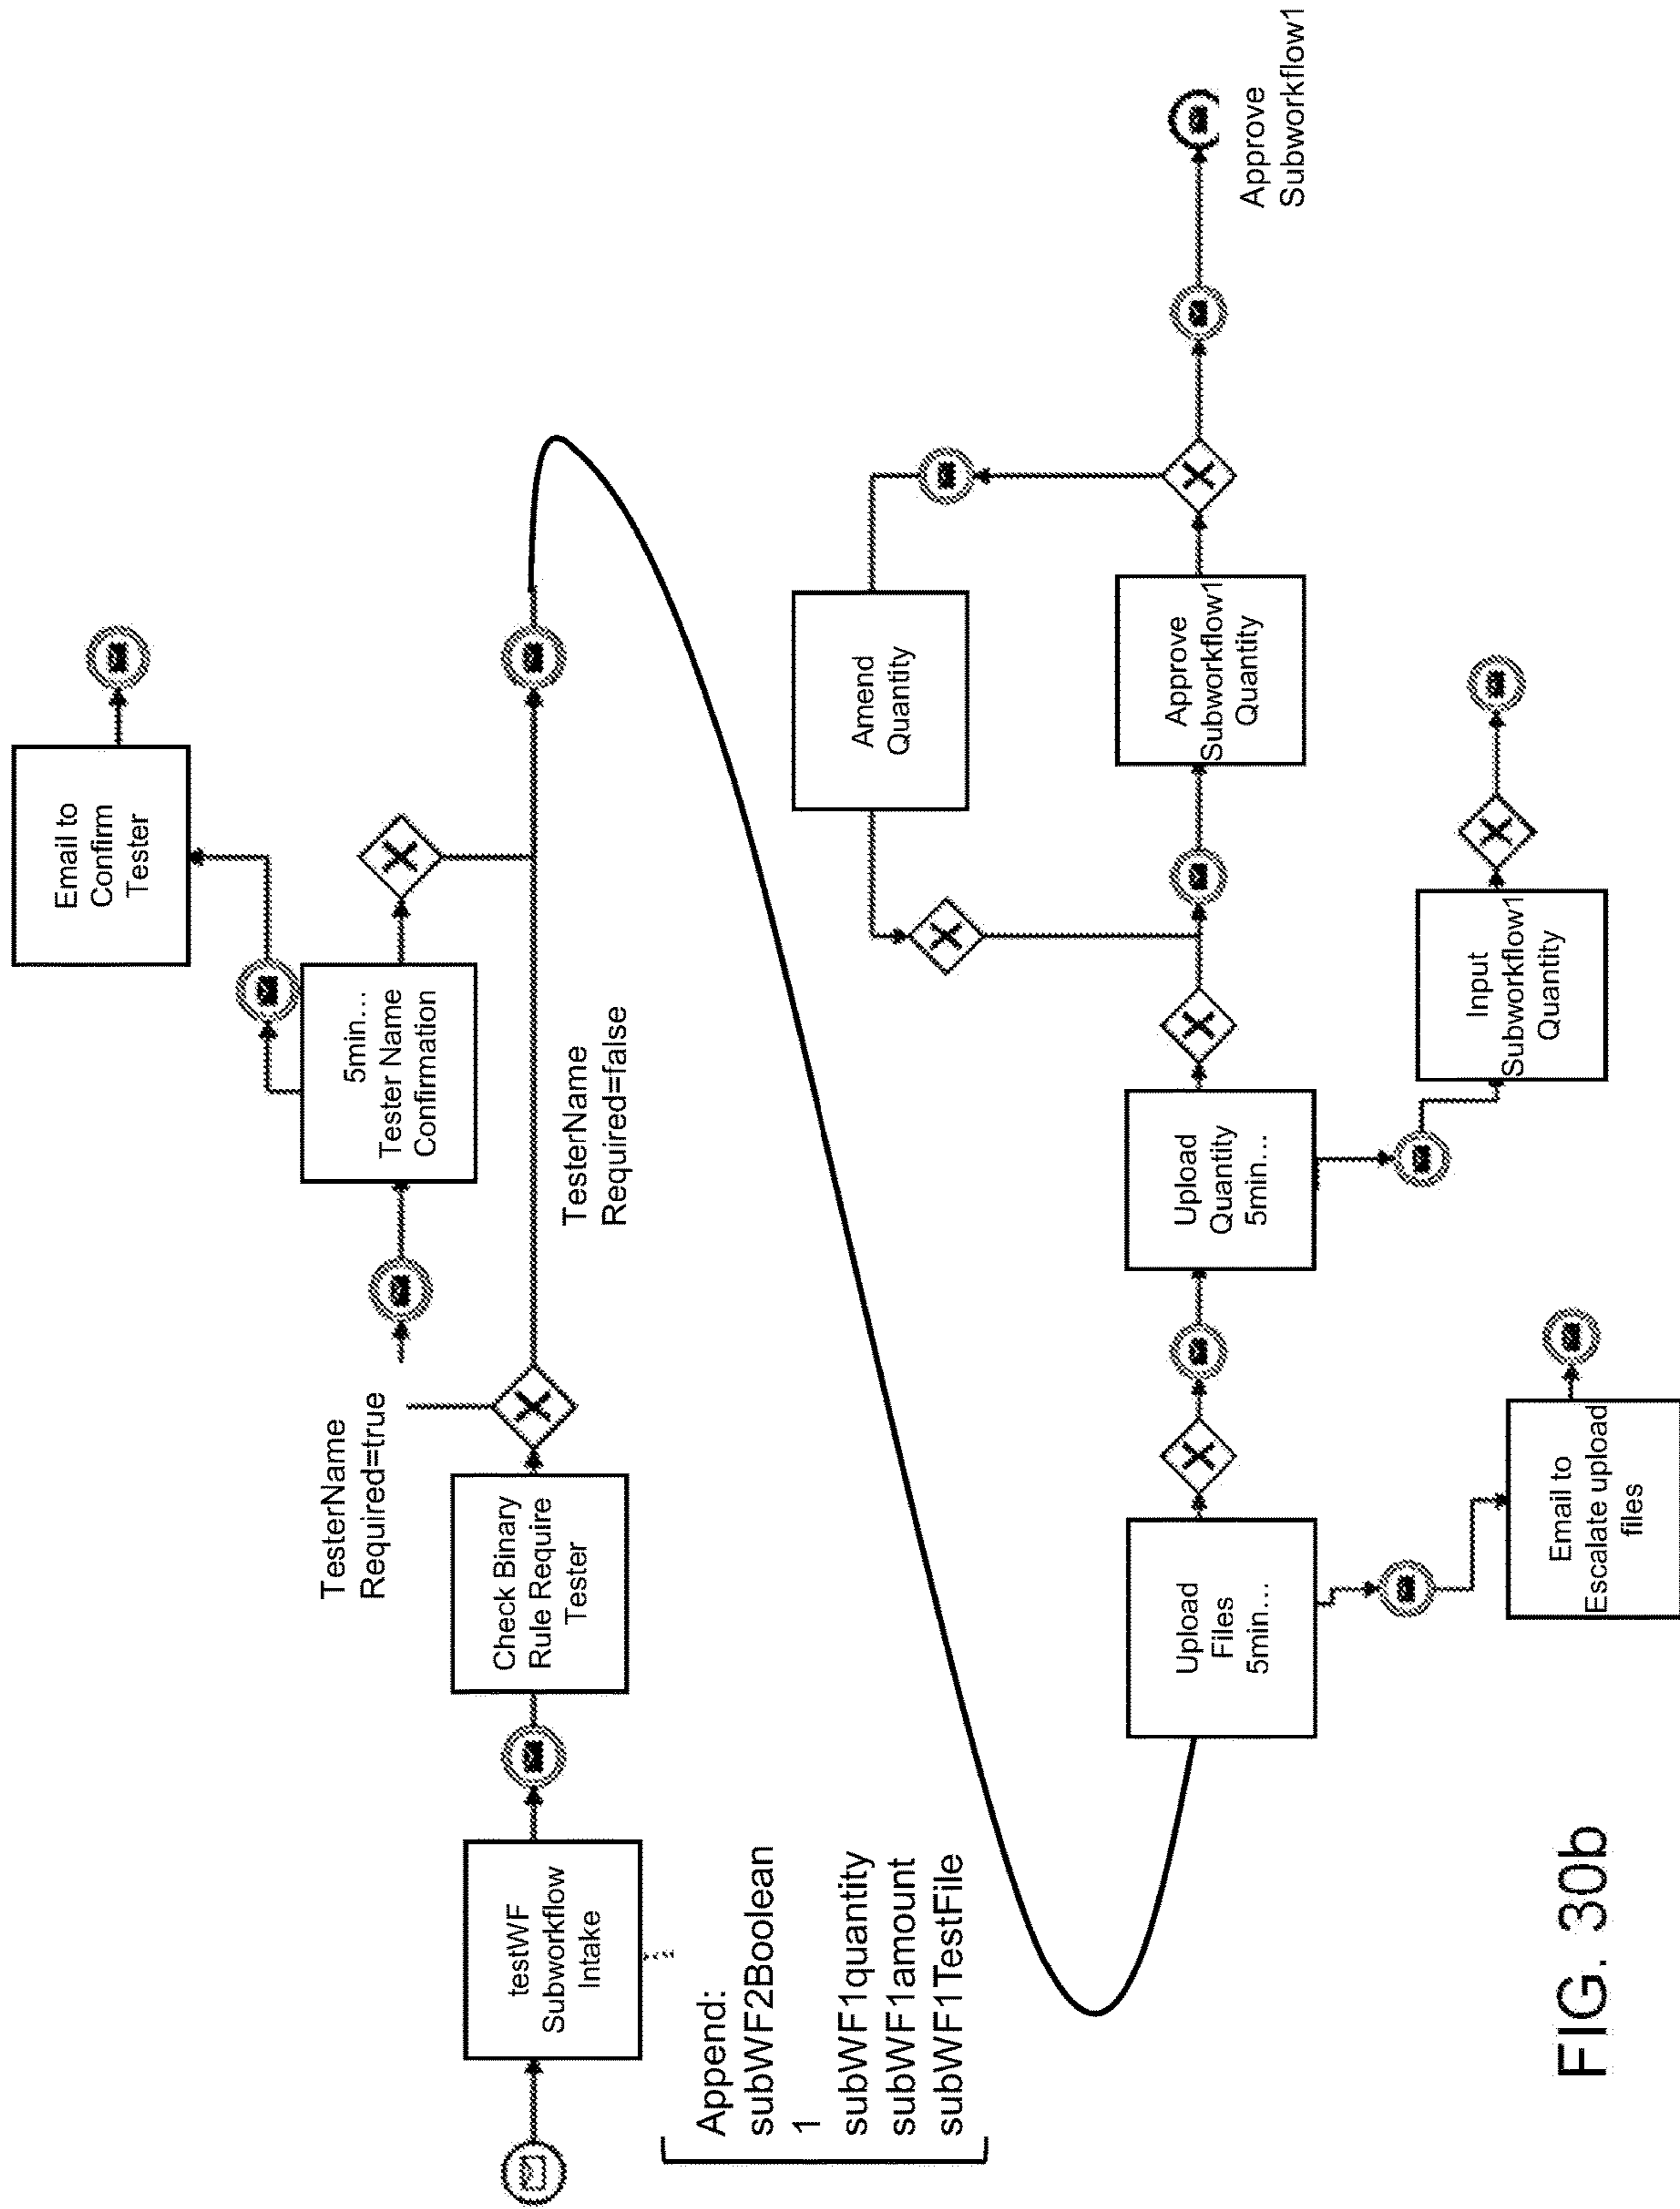 Email to
Confirm
Tester
5min...
Tester Name
Confirmation
TesterName
Required=true
TesterName
Required=false
testWF
Subworkflow
Intake
Check Binary
Rule Require
Tester
Append:
subWF2Boolean
1
subWF1quantity
subWF1amount
subWF1TestFile
Amend
Quantity
Upload
Files
5min...
Upload
Quantity
5min...
Approve
Subworkflow1
Quantity
Approve
Subworkflow1
Input
Subworkflow1
Quantity
Email to
Escalate upload
files
FIG. 30b